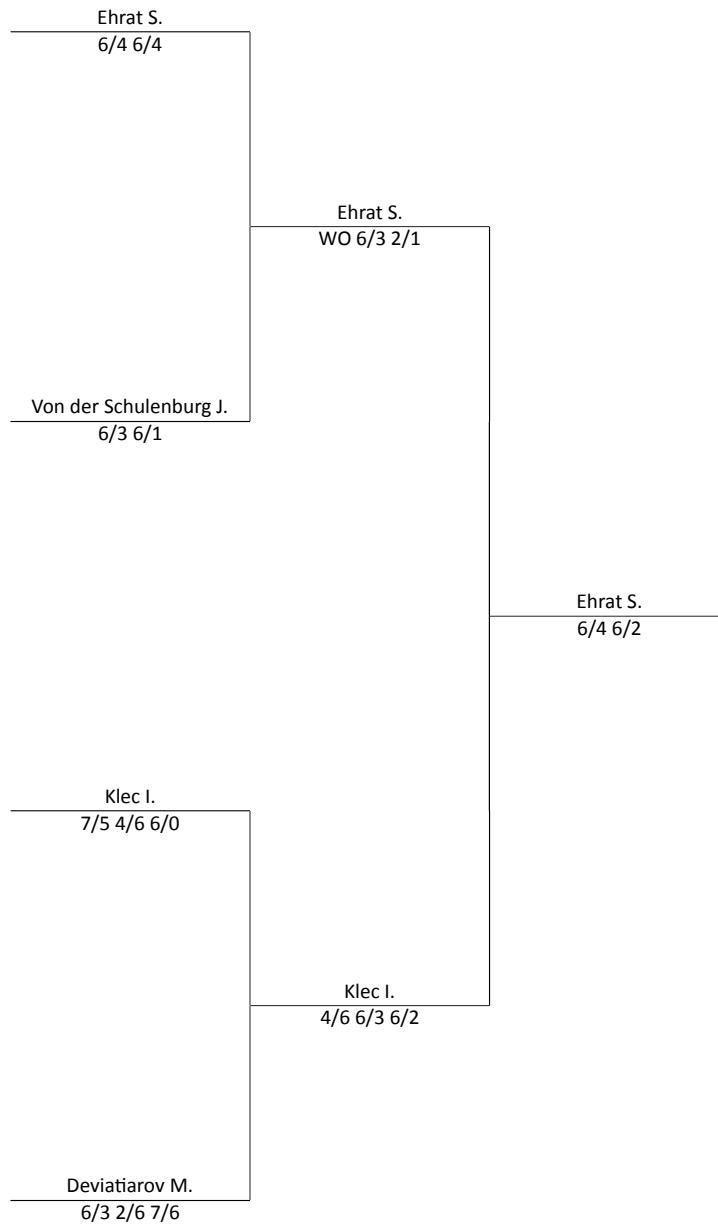 Ehrat S.
6/4 6/4
Ehrat S.
WO 6/3 2/1
Von der Schulenburg J.
6/3 6/1
Ehrat S.
6/4 6/2
Klec I.
7/5 4/6 6/0
Klec I.
4/6 6/3 6/2
Deviatiarov M.
6/3 2/6 7/6